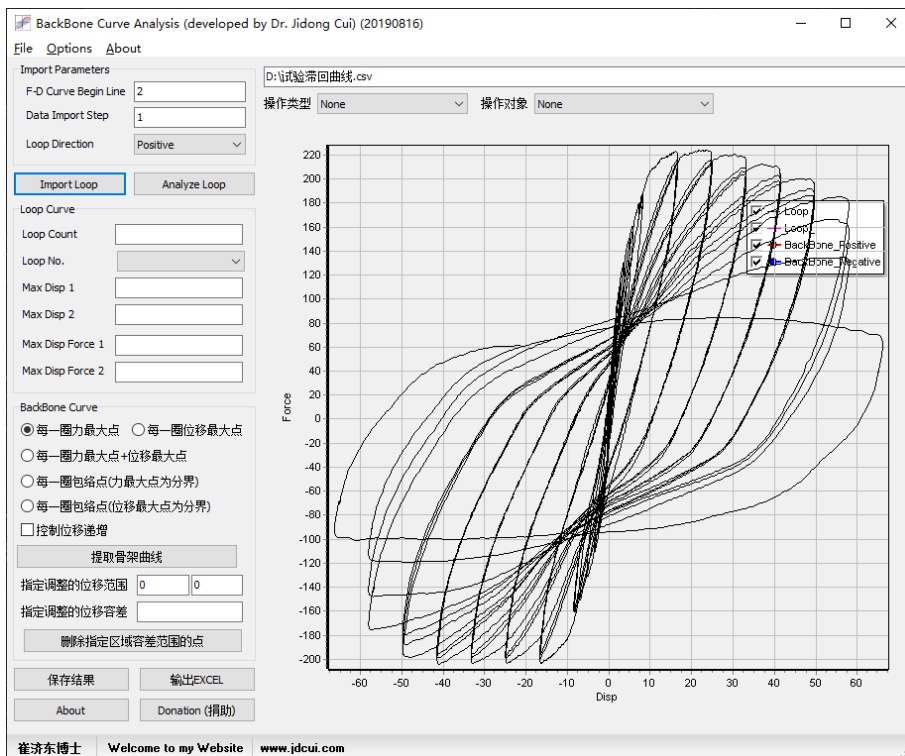 BackBone Curve Analysis (developed by Dr. Jidong Cui) (20190816)
File Options About
Import Parameters
F-D Curve Begin Line 2
Data Import Step 1
Loop Direction Positive
Import Loop Analyze Loop
Loop Curve
Loop Count
Loop No.
Max Disp 1
Max Disp 2
Max Disp Force 1
Max Disp Force 2
BackBone Curve
每一圈力最大点 每一圈位移最大点
每一圈力最大点+位移最大点
每一圈包络点(力最大点为分界)
每一圈包络点(位移最大点为分界)
控制位移递增
提取骨架曲线
指定调整的位移范围 0 0
指定调整的位移容差
删除指定区域容差范围的点
保存结果 输出EXCEL
About Donation (捐助)
D:\试验滞回曲线.csv
操作类型 None 操作对象 None
Force
220
200
180
160
140
120
100
80
60
40
20
0
-20
-40
-60
-80
-100
-120
-140
-160
-180
-200
Loop
Loop_
BackBone_Positive
BackBone_Negative
-60 -50 -40 -30 -20 -10 0 10 20 30 40 50 60
Disp
崔济东博士 Welcome to my Website www.jdcui.com